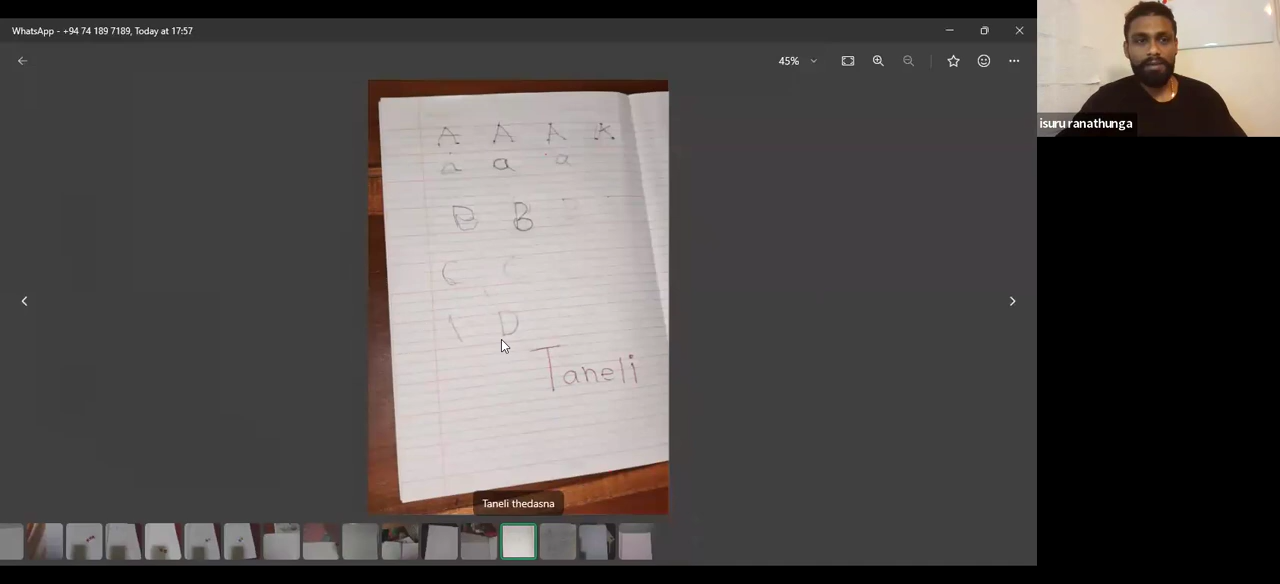 WhatsApp - +94 74 189 7189, Today at 17:57
45%
isuru ranathunga
A A A K
a a a
B B
C C
\ D
Taneli
Taneli thedasna